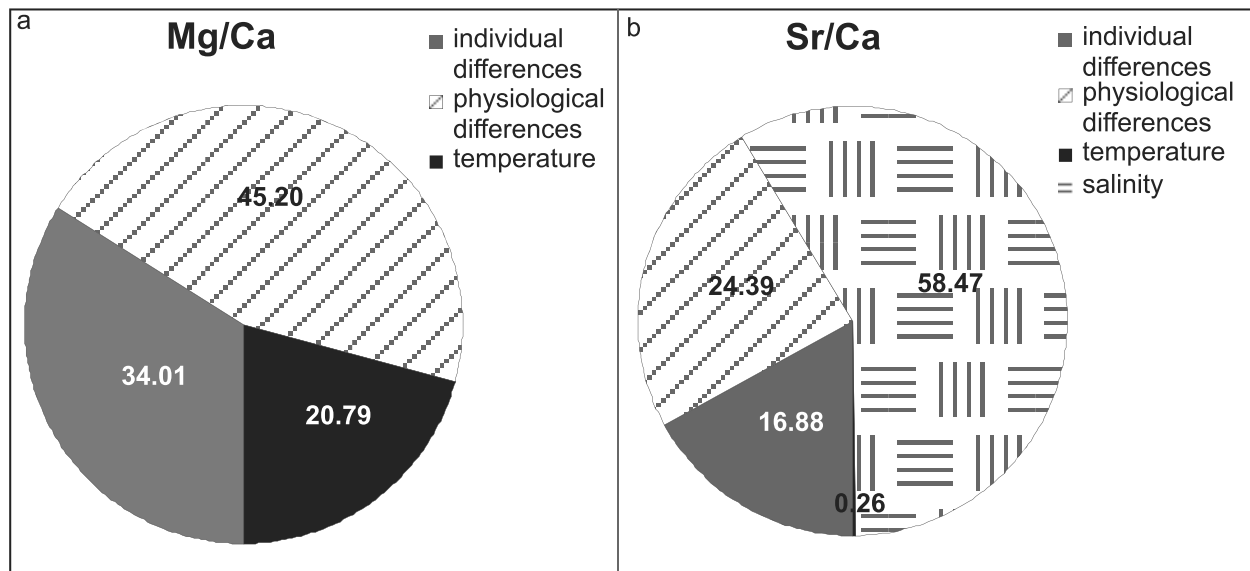 a
Mg/Ca
individual
differences
physiological
differences
temperature
45.20
34.01
20.79
b
Sr/Ca
individual
differences
physiological
differences
temperature
salinity
24.39
58.47
16.88
0.26